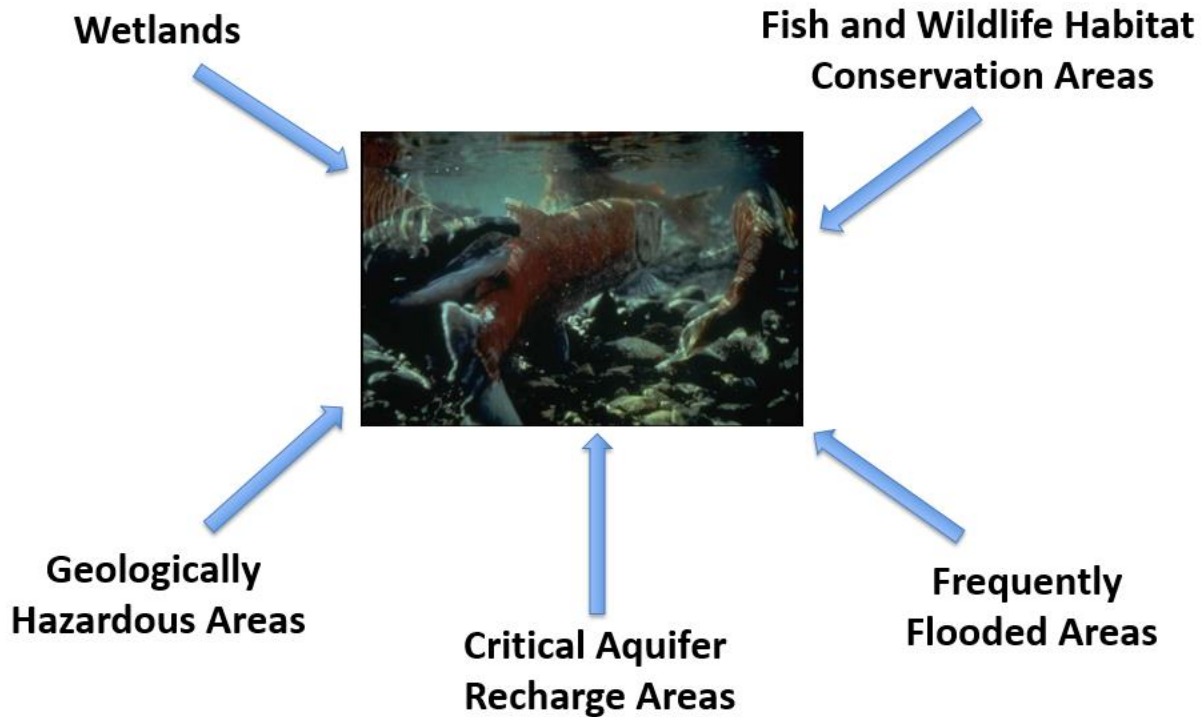 Wetlands
Fish and Wildlife Habitat
Conservation Areas
Geologically
Hazardous Areas
Critical Aquifer
Recharge Areas
Frequently
Flooded Areas